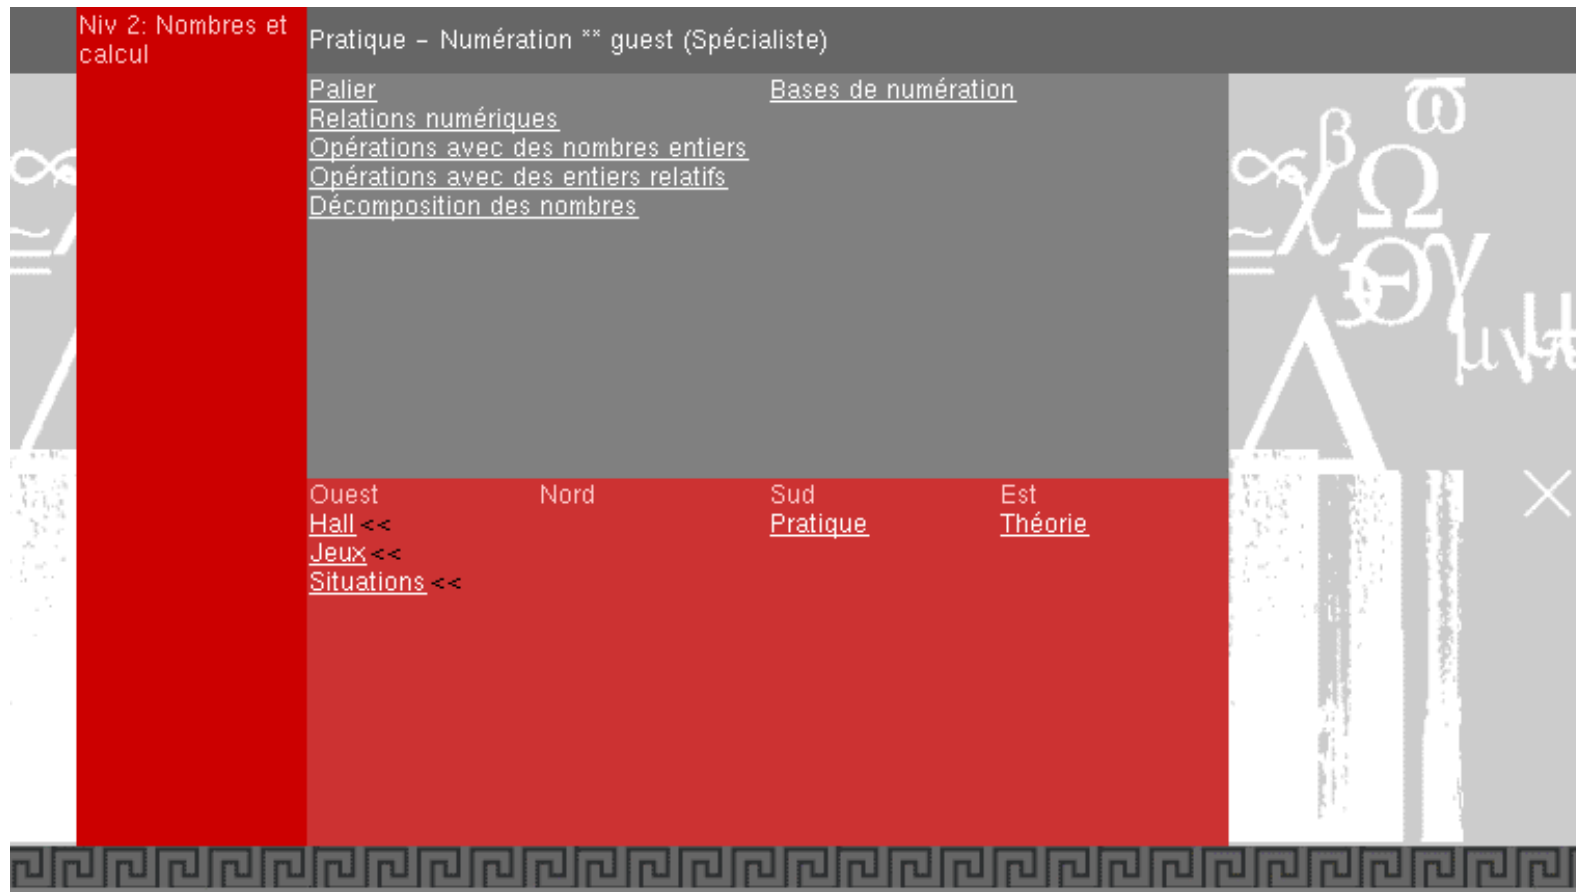 Niv 2: Nombres et
calcul
Pratique – Numération ** guest (Spécialiste)
Palier
Relations numériques
Opérations avec des nombres entiers
Opérations avec des entiers relatifs
Décomposition des nombres
Bases de numération
Ouest
Hall <<
Jeux <<
Situations <<
Nord
Sud
Pratique
Est
Théorie